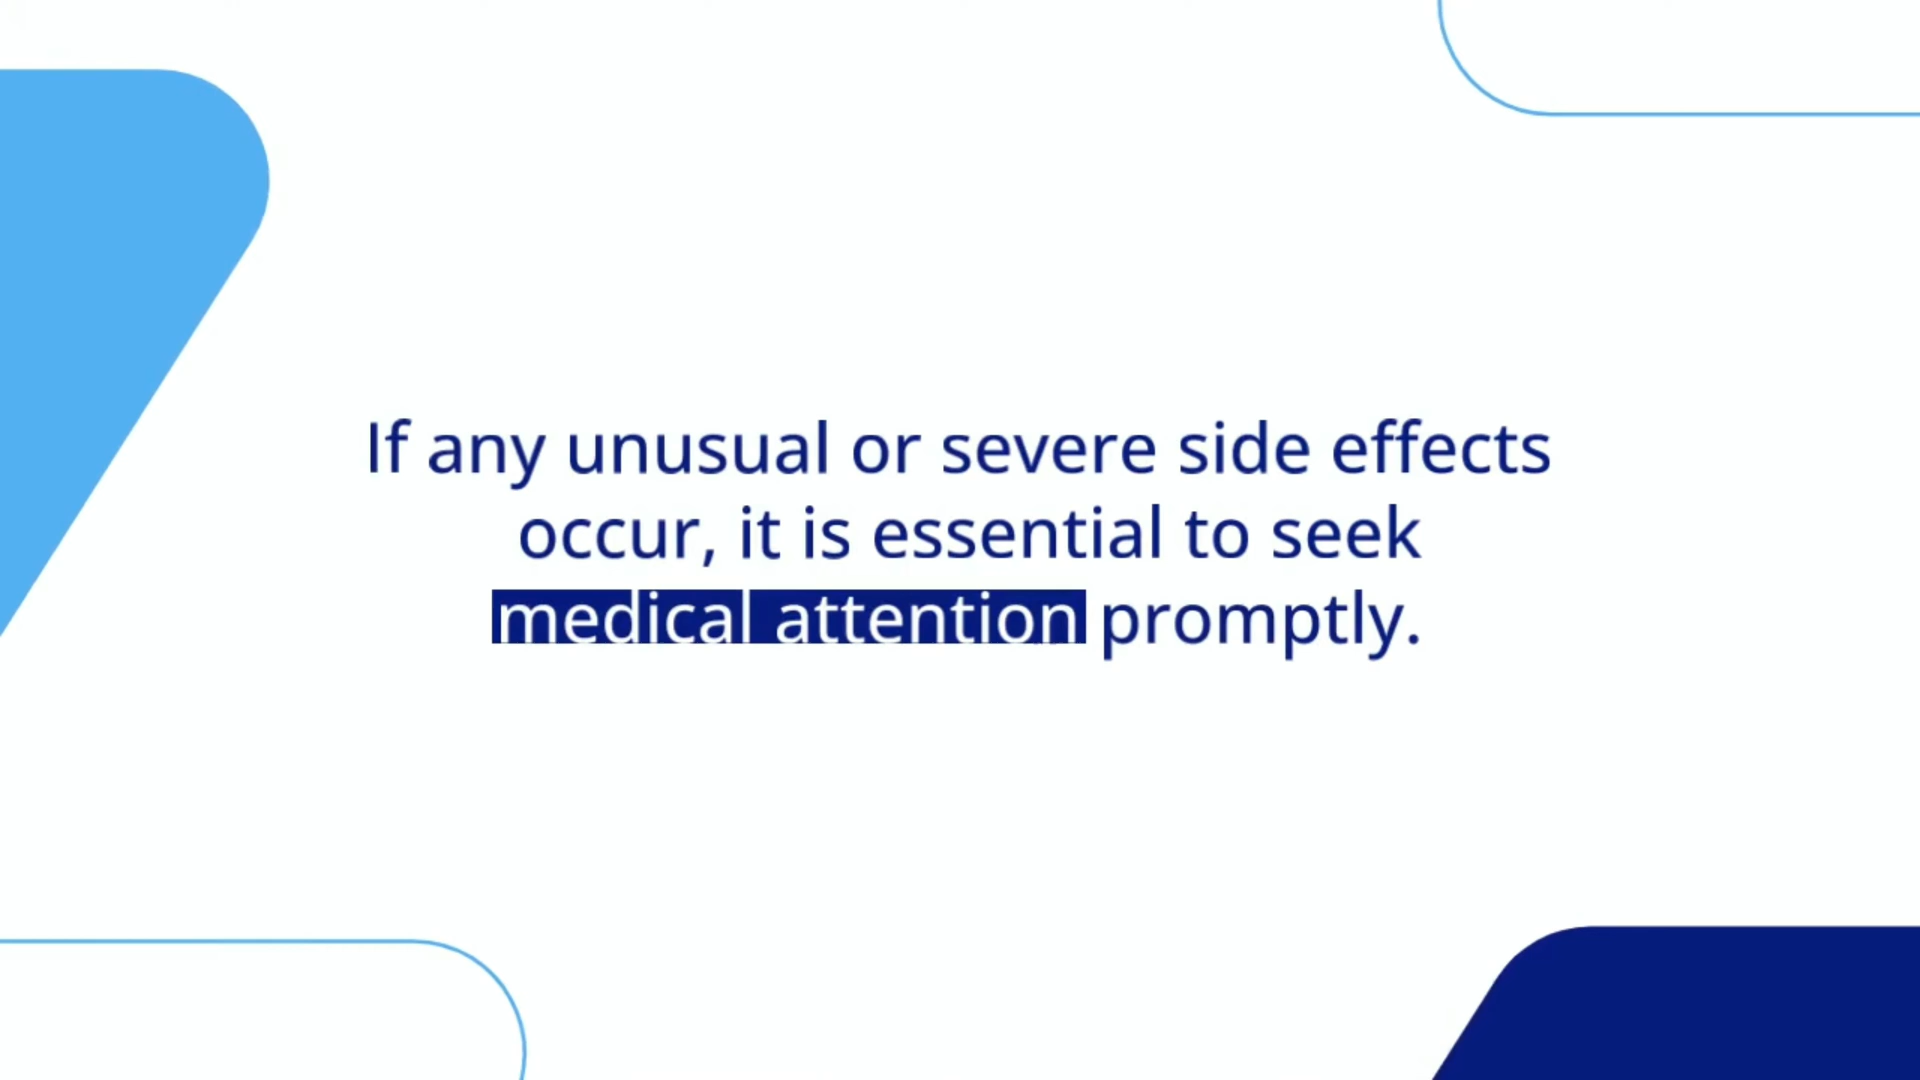 If any unusual or severe side effects
occur, it is essential to seek
medical attention promptly.